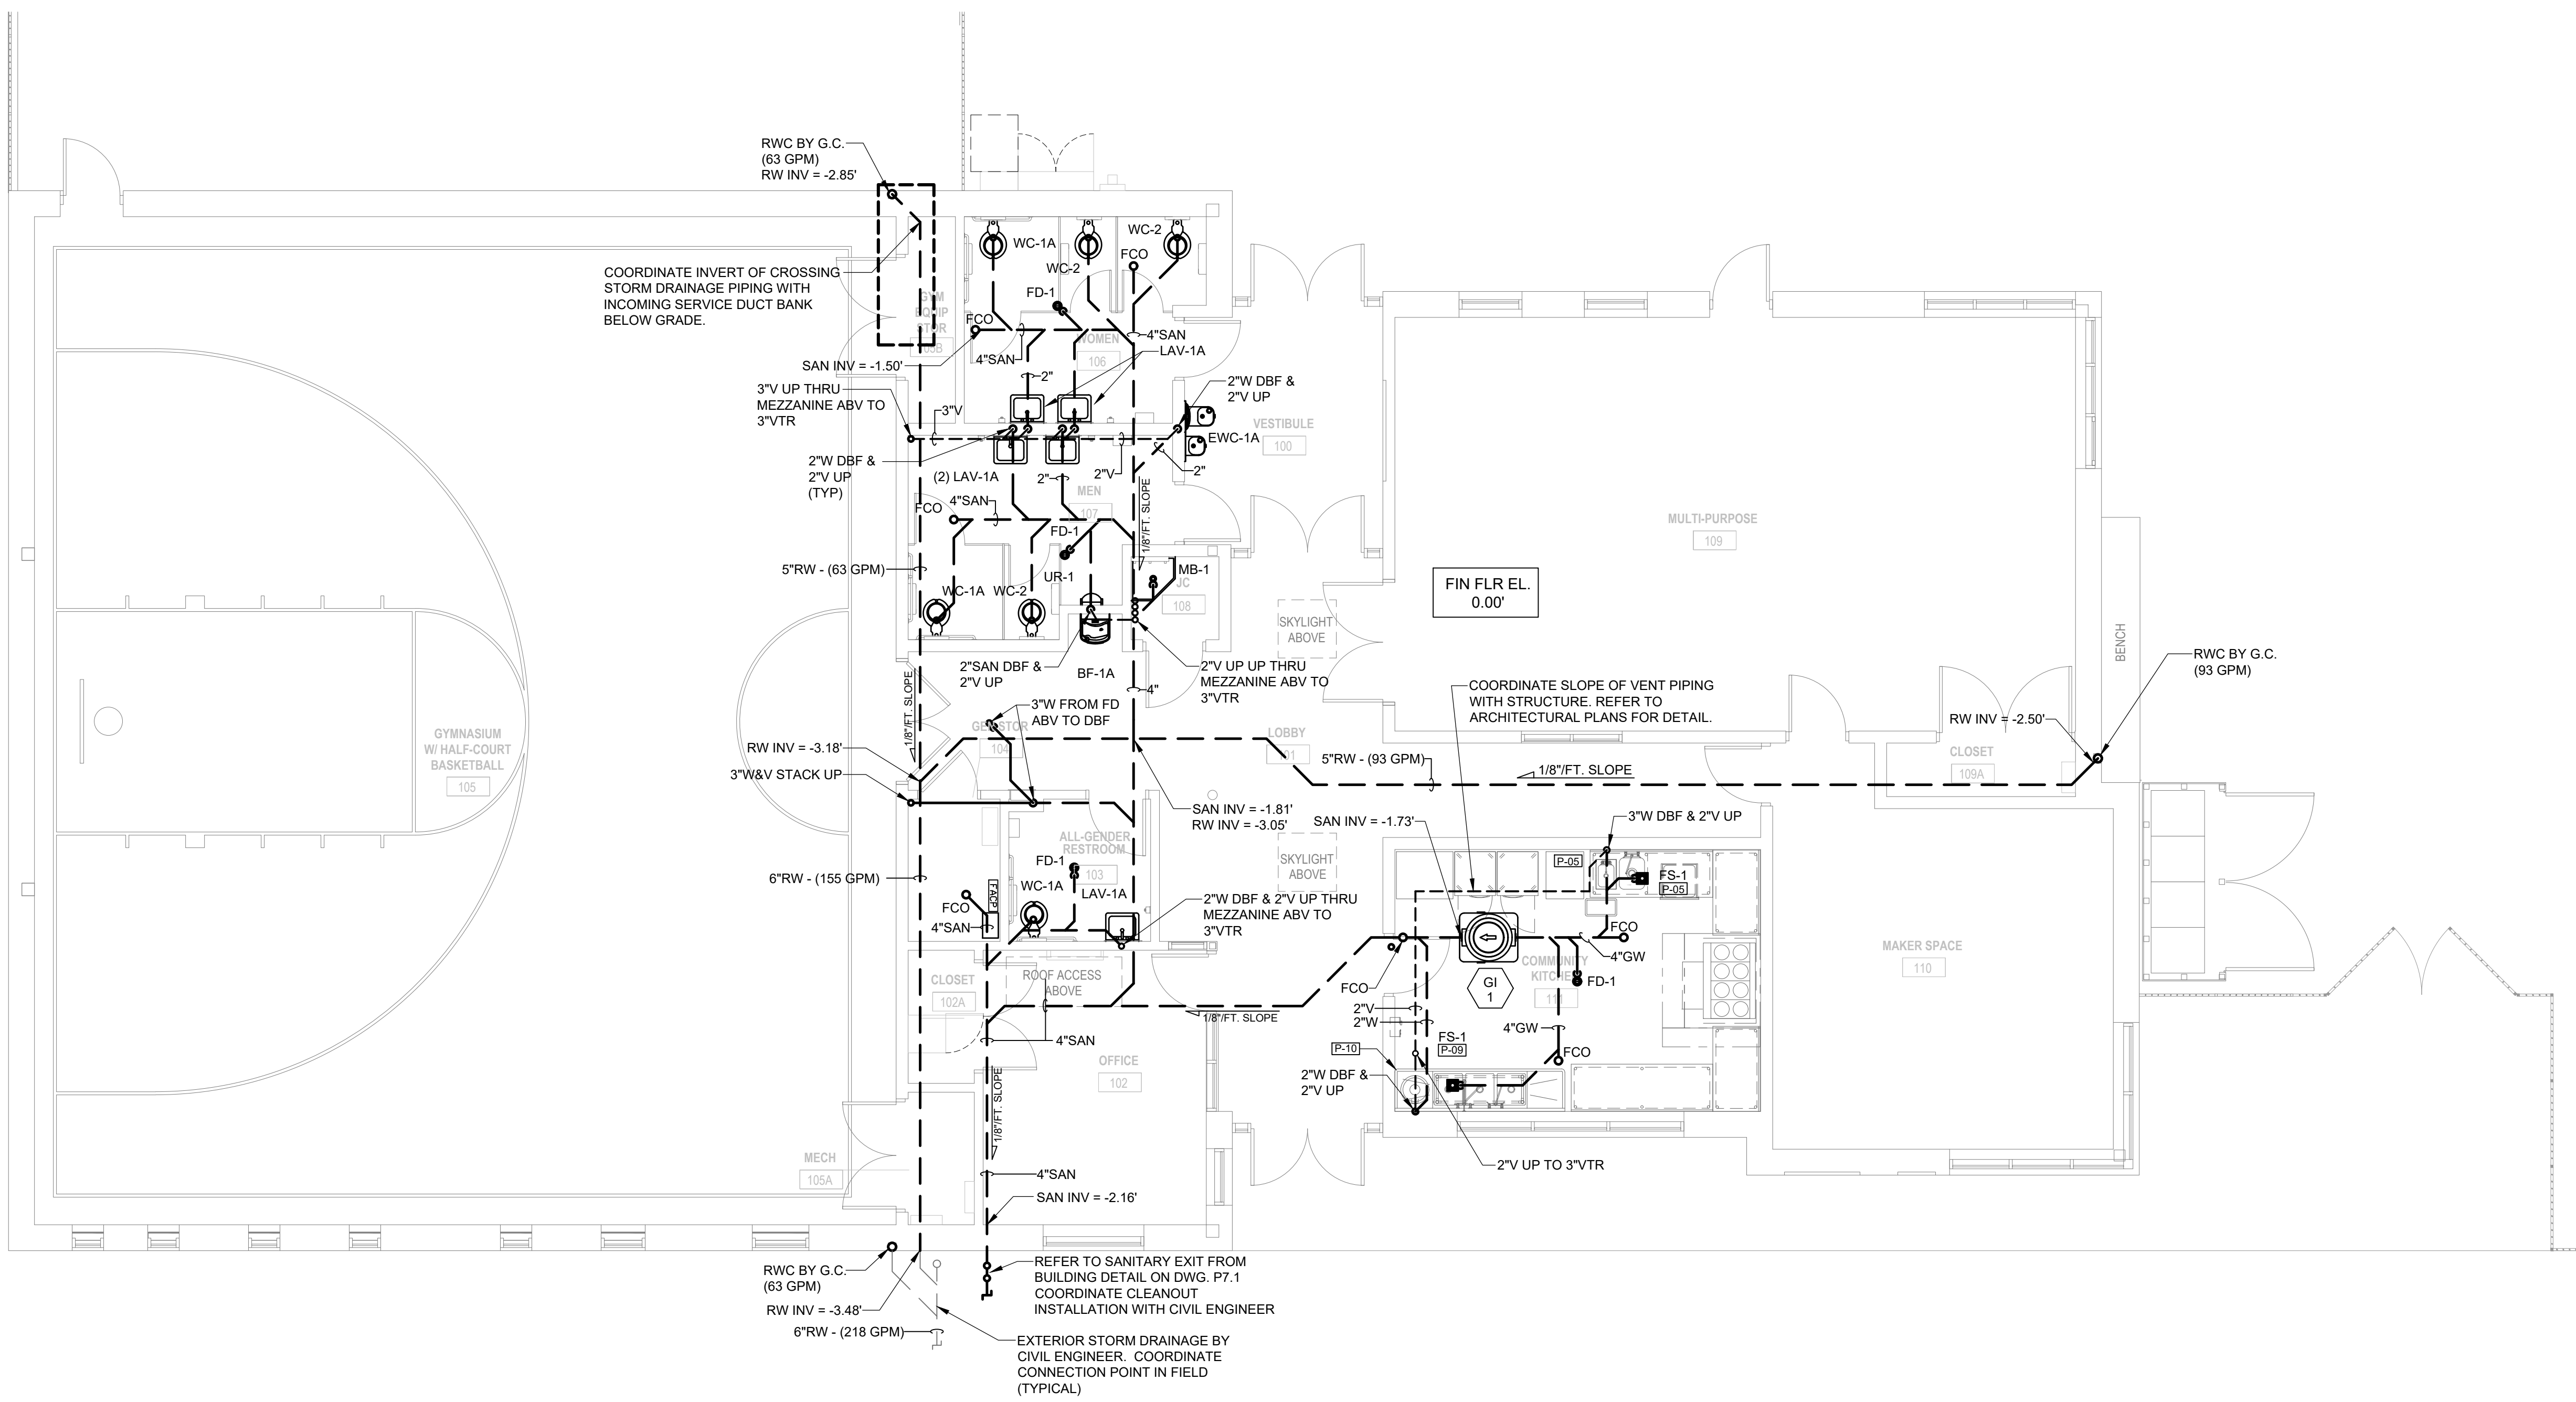 RWC BY G.C.
(63 GPM)
RW INV = -2.85'
COORDINATE INVERT OF CROSSING
STORM DRAINAGE PIPING WITH
INCOMING SERVICE DUCT BANK
BELOW GRADE.
GYM
EQUIP
STOR
105B
WC-1A
WC-2
WC-2
FCO
FD-1
FCO
4"SAN
WOMEN
106
4"SAN
LAV-1A
SAN INV = -1.50'
2"
3"V UP THRU
MEZZANINE ABV TO
3"VTR
3"V
2"W DBF &
2"V UP
EWC-1A
VESTIBULE
100
2"W DBF &
2"V UP
(TYP)
(2) LAV-1A
2"
2"V
2"
MEN
107
4"SAN
FCO
FD-1
1/8"/FT. SLOPE
5"RW - (63 GPM)
UR-1
WC-1A
WC-2
MB-1
JC
108
MULTI-PURPOSE
109
FIN FLR EL.
0.00'
SKYLIGHT
ABOVE
BENCH
RWC BY G.C.
(93 GPM)
2"SAN DBF &
2"V UP
BF-1A
2"V UP UP THRU
MEZZANINE ABV TO
3"VTR
4"
1/8"/FT. SLOPE
3"W FROM FD
ABV TO DBF
COORDINATE SLOPE OF VENT PIPING
WITH STRUCTURE. REFER TO
ARCHITECTURAL PLANS FOR DETAIL.
RW INV = -2.50'
GYMNASIUM
W/ HALF-COURT
BASKETBALL
105
104
LOBBY
101
CLOSET
109A
RW INV = -3.18'
3"W&V STACK UP
5"RW - (93 GPM)
1/8"/FT. SLOPE
SAN INV = -1.81'
RW INV = -3.05'
SAN INV = -1.73'
3"W DBF & 2"V UP
ALL-GENDER
RESTROOM
103
FD-1
WC-1A
LAV-1A
SKYLIGHT
ABOVE
P-05
FS-1
P-05
6"RW - (155 GPM)
FACP
FCO
4"SAN
2"W DBF & 2"V UP THRU
MEZZANINE ABV TO
3"VTR
FCO
4"GW
MAKER SPACE
110
COMMUNITY
KITCHEN
111
FD-1
GI
1
FCO
CLOSET
102A
ROOF ACCESS
ABOVE
1/8"/FT. SLOPE
2"V
2"W
4"GW
FS-1
P-09
P-10
FCO
4"SAN
OFFICE
102
2"W DBF &
2"V UP
1/8"/FT. SLOPE
MECH
105A
4"SAN
2"V UP TO 3"VTR
SAN INV = -2.16'
RWC BY G.C.
(63 GPM)
RW INV = -3.48'
6"RW - (218 GPM)
REFER TO SANITARY EXIT FROM
BUILDING DETAIL ON DWG. P7.1
COORDINATE CLEANOUT
INSTALLATION WITH CIVIL ENGINEER
EXTERIOR STORM DRAINAGE BY
CIVIL ENGINEER. COORDINATE
CONNECTION POINT IN FIELD
(TYPICAL)